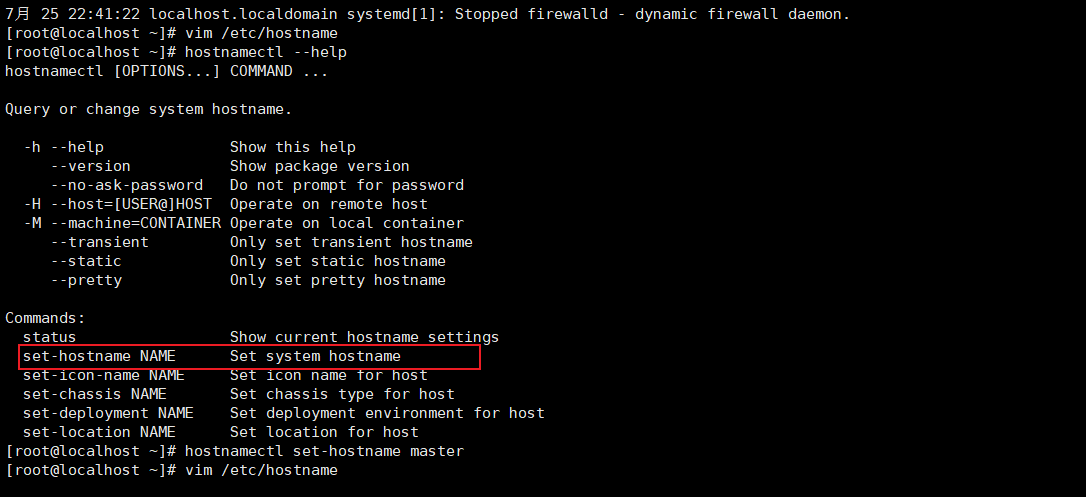 7月 25 22:41:22 localhost.localdomain systemd[1]: Stopped firewalld - dynamic firewall daemon.
[root@localhost ~]# vim /etc/hostname
[root@localhost ~]# hostnamectl --help
hostnamectl [OPTIONS...] COMMAND ...

Query or change system hostname.

  -h --help              Show this help
     --version           Show package version
     --no-ask-password   Do not prompt for password
  -H --host=[USER@]HOST  Operate on remote host
  -M --machine=CONTAINER Operate on local container
     --transient         Only set transient hostname
     --static            Only set static hostname
     --pretty            Only set pretty hostname

Commands:
  status                 Show current hostname settings
  set-hostname NAME      Set system hostname
  set-icon-name NAME     Set icon name for host
  set-chassis NAME       Set chassis type for host
  set-deployment NAME    Set deployment environment for host
  set-location NAME      Set location for host
[root@localhost ~]# hostnamectl set-hostname master
[root@localhost ~]# vim /etc/hostname